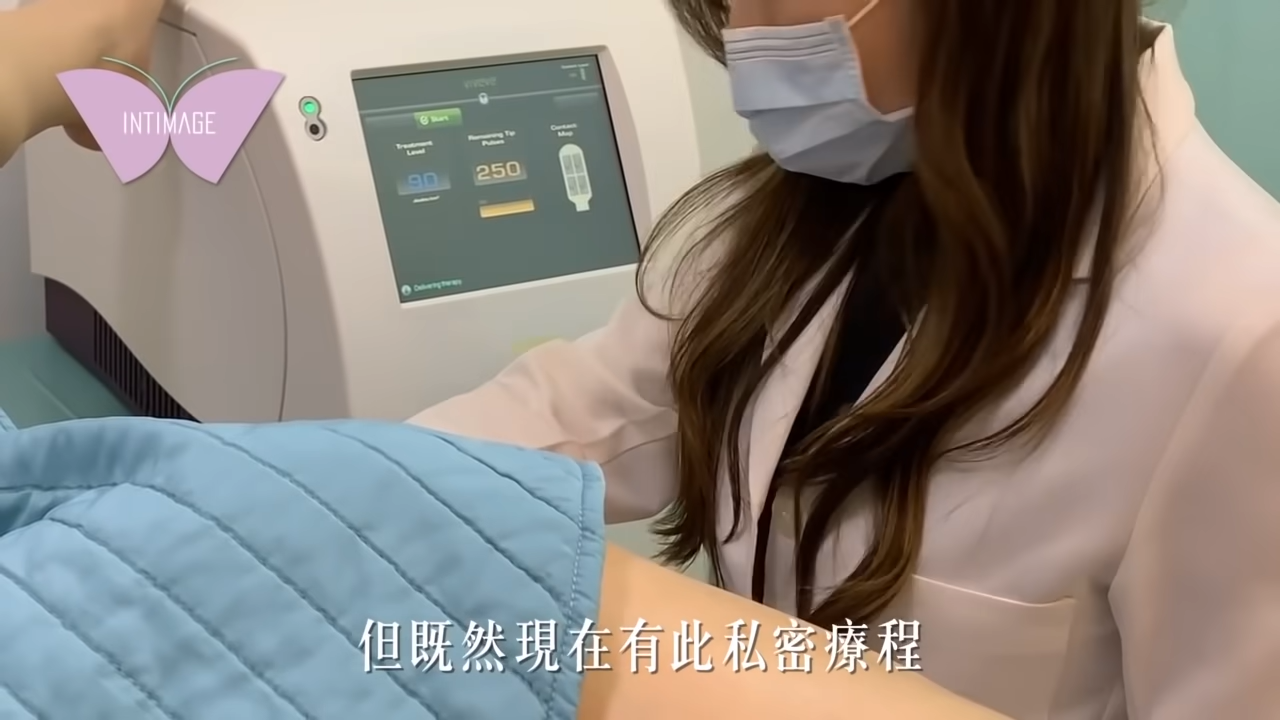 INTIMAGE
VIVEVE
Start
Treatment
Level
Remaining Tip
Pulses
Contact
Map
90
250
Delivering therapy
但既然現在有此私密療程